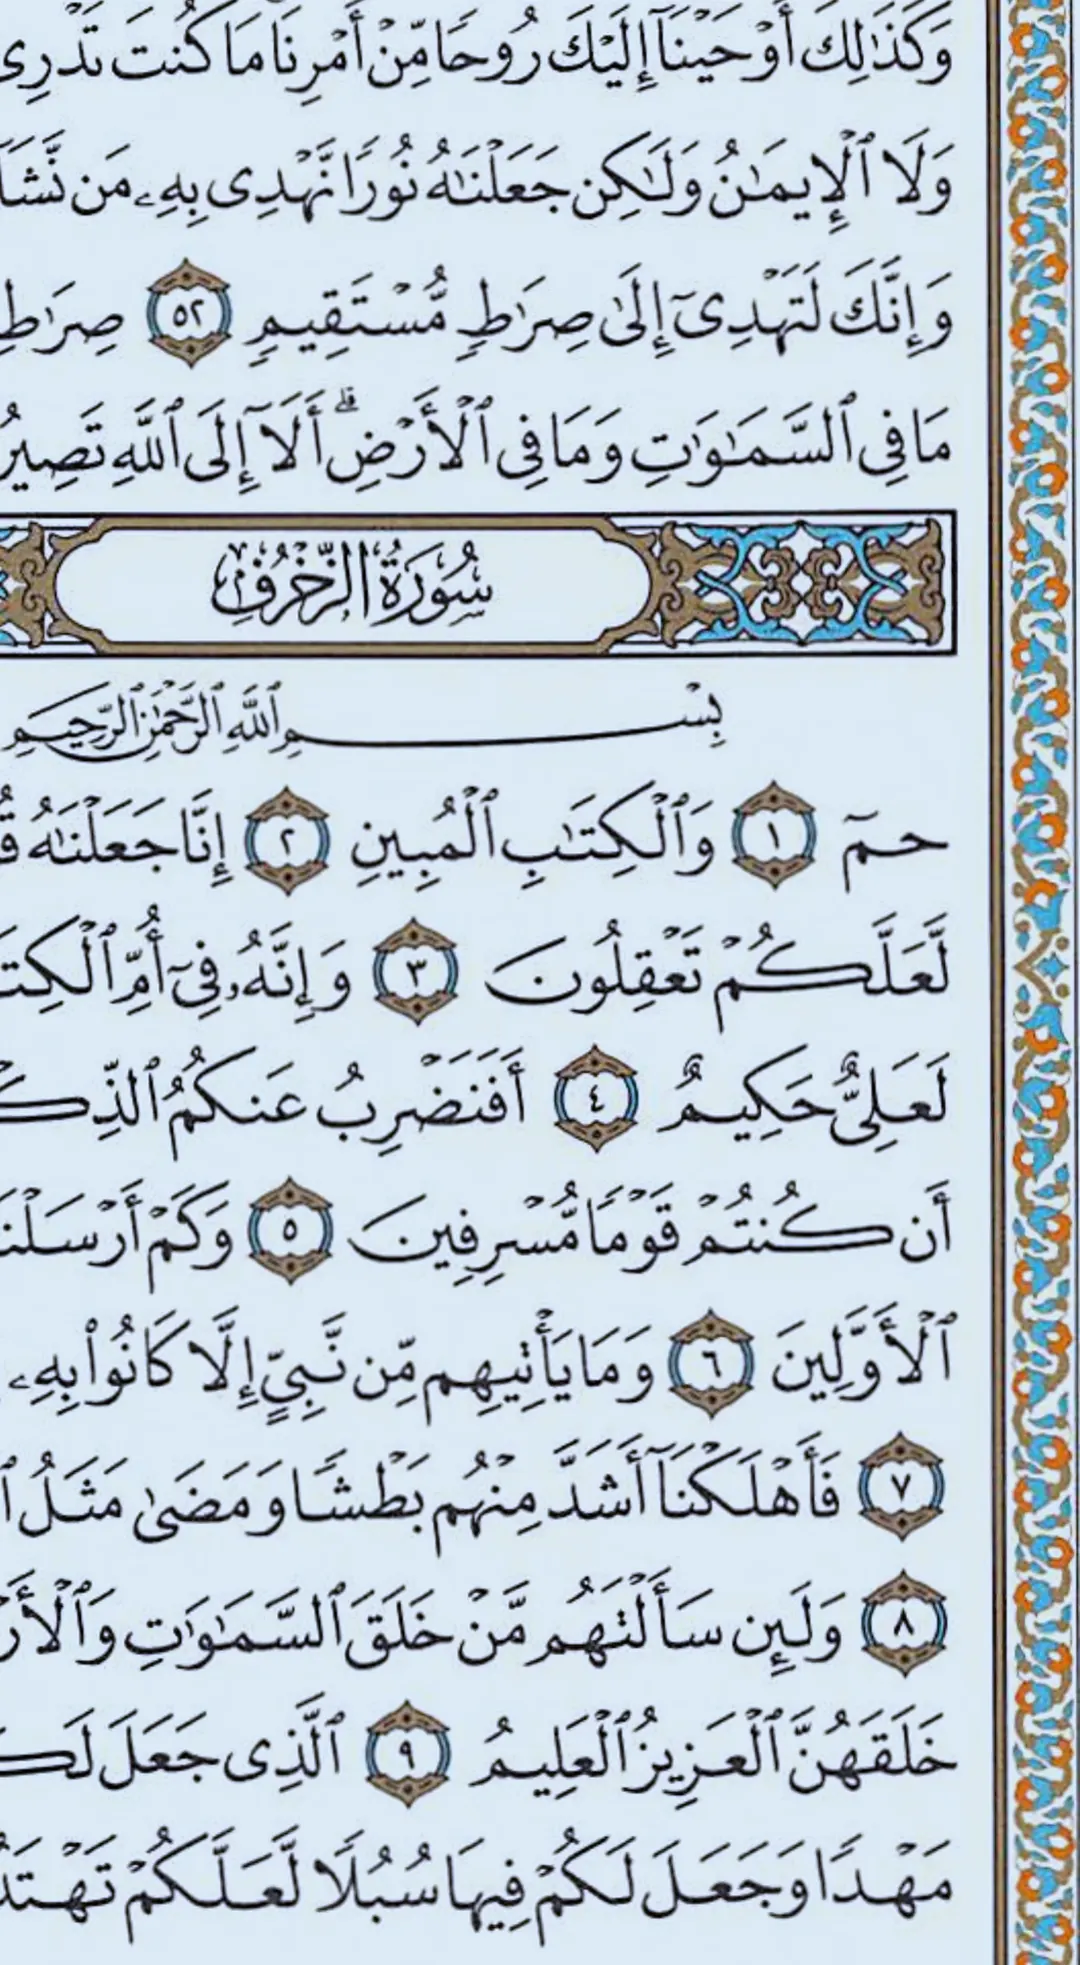 وَكَذَٰلِكَ أَوْحَيْنَآ إِلَيْكَ رُوحًا مِّنْ أَمْرِنَا مَا كُنتَ تَدْرِى
وَلَا ٱلْإِيمَـٰنُ وَلَـٰكِن جَعَلْنَـٰهُ نُورًا نَّهْدِى بِهِۦ مَن نَّشَآ
وَإِنَّكَ لَتَهْدِىٓ إِلَىٰ صِرَٰطٍ مُّسْتَقِيمٍ ٥٢ صِرَٰطِ
مَا فِى ٱلسَّمَـٰوَٰتِ وَمَا فِى ٱلْأَرْضِ ۗ أَلَآ إِلَى ٱللَّهِ تَصِيرُ
سُورَةُ الزُّخْرُفِ
بِسْمِ ٱللَّهِ ٱلرَّحْمَـٰنِ ٱلرَّحِيمِ
حمٓ ١ وَٱلْكِتَـٰبِ ٱلْمُبِينِ ٢ إِنَّا جَعَلْنَـٰهُ قُ
لَّعَلَّكُمْ تَعْقِلُونَ ٣ وَإِنَّهُۥ فِىٓ أُمِّ ٱلْكِتَـ
لَعَلِىٌّ حَكِيمٌ ٤ أَفَنَضْرِبُ عَنكُمُ ٱلذِّكْ
أَن كُنتُمْ قَوْمًا مُّسْرِفِينَ ٥ وَكَمْ أَرْسَلْنَ
ٱلْأَوَّلِينَ ٦ وَمَا يَأْتِيهِم مِّن نَّبِىٍّ إِلَّا كَانُوا۟ بِهِۦ
٧ فَأَهْلَكْنَآ أَشَدَّ مِنْهُم بَطْشًا وَمَضَىٰ مَثَلُ ٱ
٨ وَلَئِن سَأَلْتَهُم مَّنْ خَلَقَ ٱلسَّمَـٰوَٰتِ وَٱلْأَرْ
خَلَقَهُنَّ ٱلْعَزِيزُ ٱلْعَلِيمُ ٩ ٱلَّذِى جَعَلَ لَكُ
مَهْدًا وَجَعَلَ لَكُمْ فِيهَا سُبُلًا لَّعَلَّكُمْ تَهْتَدُ